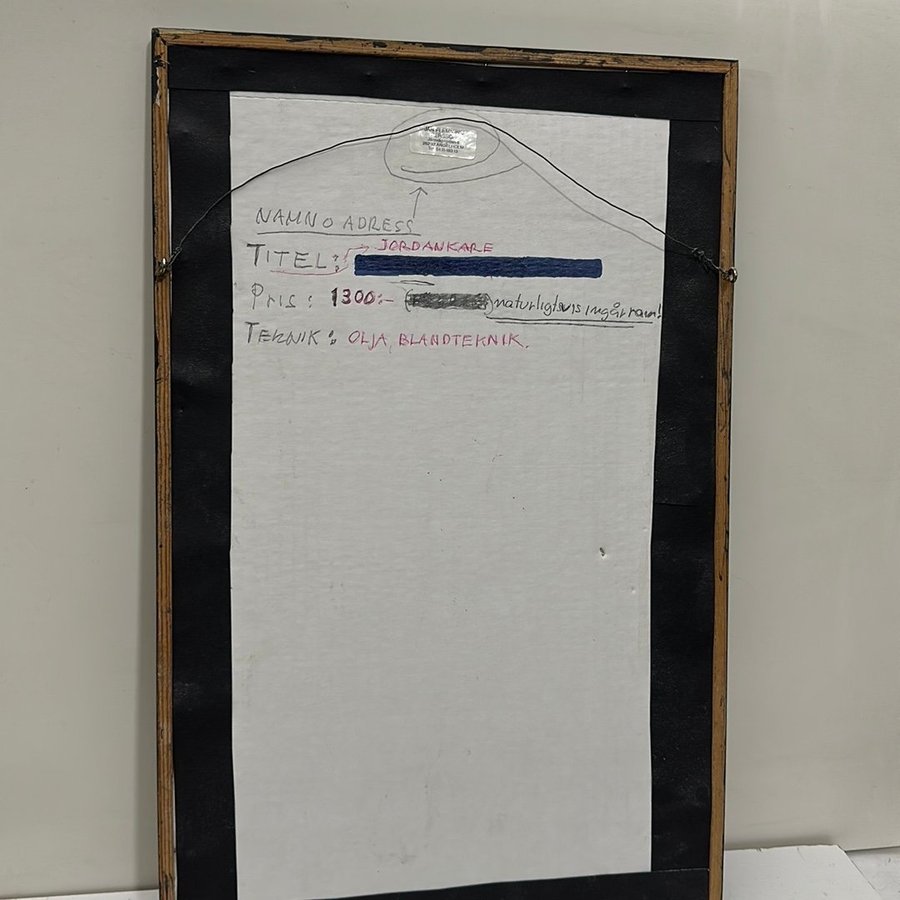 NAMN O ADRESS
TITEL: JORDANKARE
Pris: 1300:- naturligtvis ingår ram!
TEKNIK: OLJA, BLANDTEKNIK.